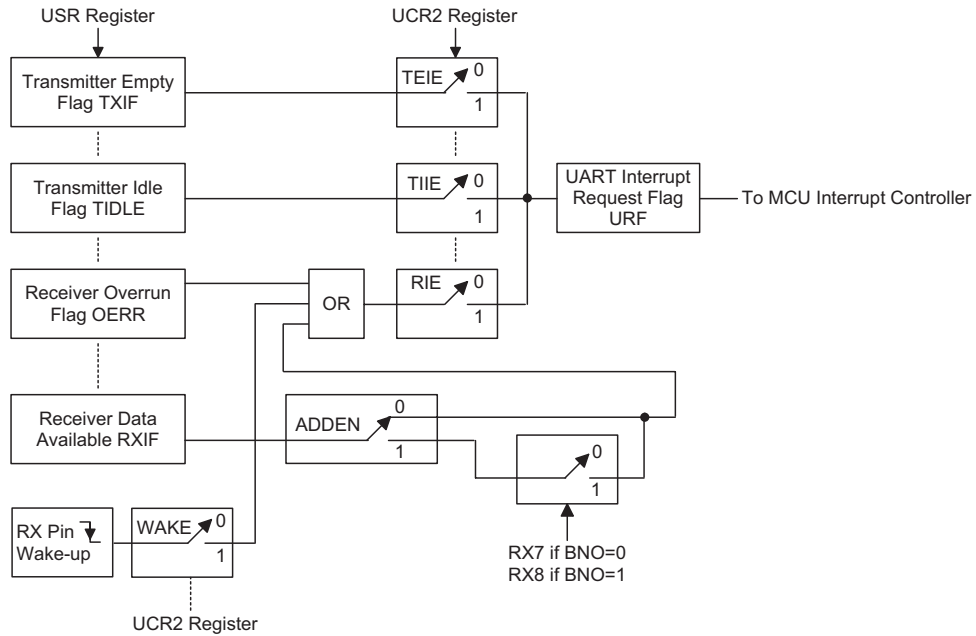 USR Register
UCR2 Register
Transmitter Empty
Flag TXIF
TEIE
0
1
Transmitter Idle
Flag TIDLE
TIIE
0
1
UART Interrupt
Request Flag
URF
To MCU Interrupt Controller
Receiver Overrun
Flag OERR
OR
RIE
0
1
Receiver Data
Available RXIF
ADDEN
0
1
0
1
RX Pin
Wake-up
WAKE
0
1
RX7 if BNO=0
RX8 if BNO=1
UCR2 Register